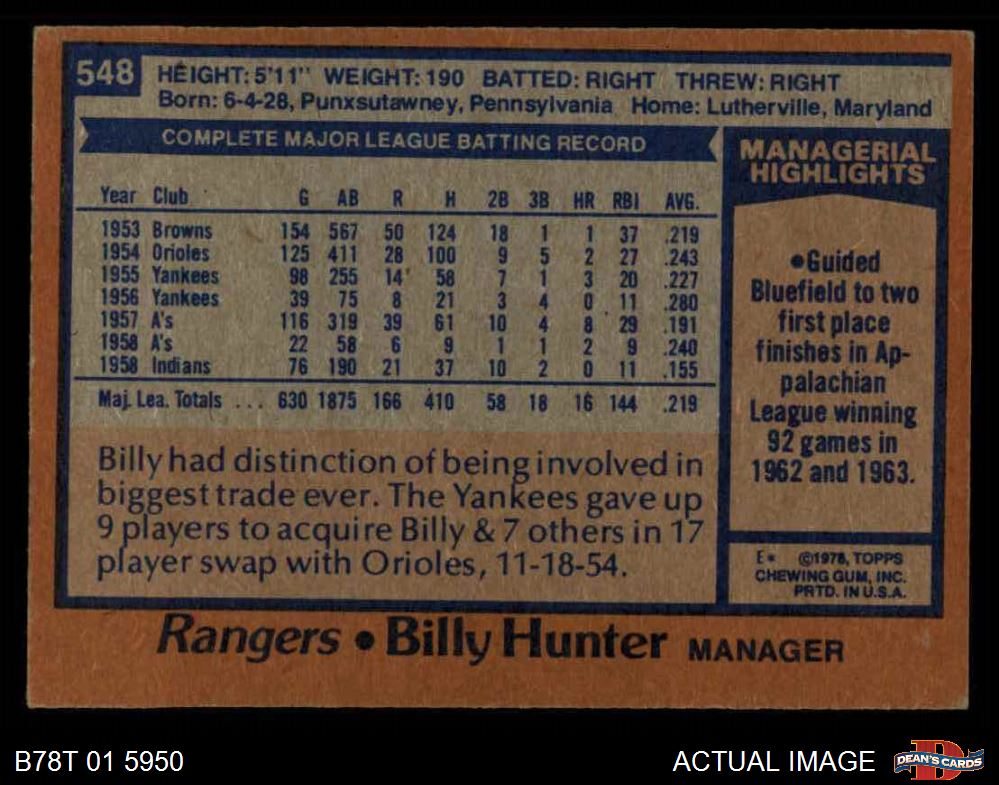 548
HEIGHT: 5'11" WEIGHT: 190 BATTED: RIGHT THREW: RIGHT
Born: 6-4-28, Punxsutawney, Pennsylvania Home: Lutherville, Maryland
COMPLETE MAJOR LEAGUE BATTING RECORD
Year Club G AB R H 2B 3B HR RBI AVG.
1953 Browns 154 567 50 124 18 1 1 37 .219
1954 Orioles 125 411 28 100 9 5 2 27 .243
1955 Yankees 98 255 14 58 7 1 3 20 .227
1956 Yankees 39 75 8 21 3 4 0 11 .280
1957 A's 116 319 39 61 10 4 8 29 .191
1958 A's 22 58 6 9 1 1 2 9 .240
1958 Indians 76 190 21 37 10 2 0 11 .155
Maj. Lea. Totals ... 630 1875 166 410 58 18 16 144 .219
Billy had distinction of being involved in
biggest trade ever. The Yankees gave up
9 players to acquire Billy & 7 others in 17
player swap with Orioles, 11-18-54.
MANAGERIAL
HIGHLIGHTS
•Guided
Bluefield to two
first place
finishes in Ap-
palachian
League winning
92 games in
1962 and 1963.
E* ©1978, TOPPS
CHEWING GUM, INC.
PRTD. IN U.S.A.
Rangers • Billy Hunter MANAGER
B78T 01 5950
ACTUAL IMAGE
D
DEAN'S CARDS